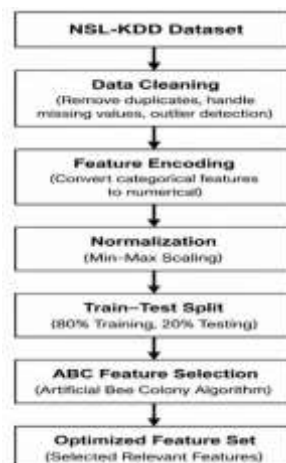 NSL-KDD Dataset
Data Cleaning
(Remove duplicates, handle
missing values, outlier detection)
Feature Encoding
(Convert categorical features
to numerical)
Normalization
(Min-Max Scaling)
Train-Test Split
(80% Training, 20% Testing)
ABC Feature Selection
(Artificial Bee Colony Algorithm)
Optimized Feature Set
(Selected Relevant Features)